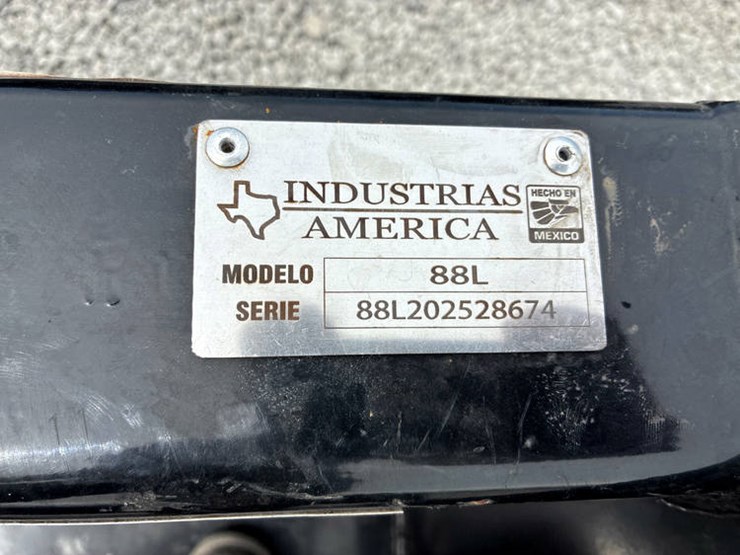 INDUSTRIAS
AMERICA
HECHO EN
MEXICO
MODELO 88L
SERIE 88L202528674